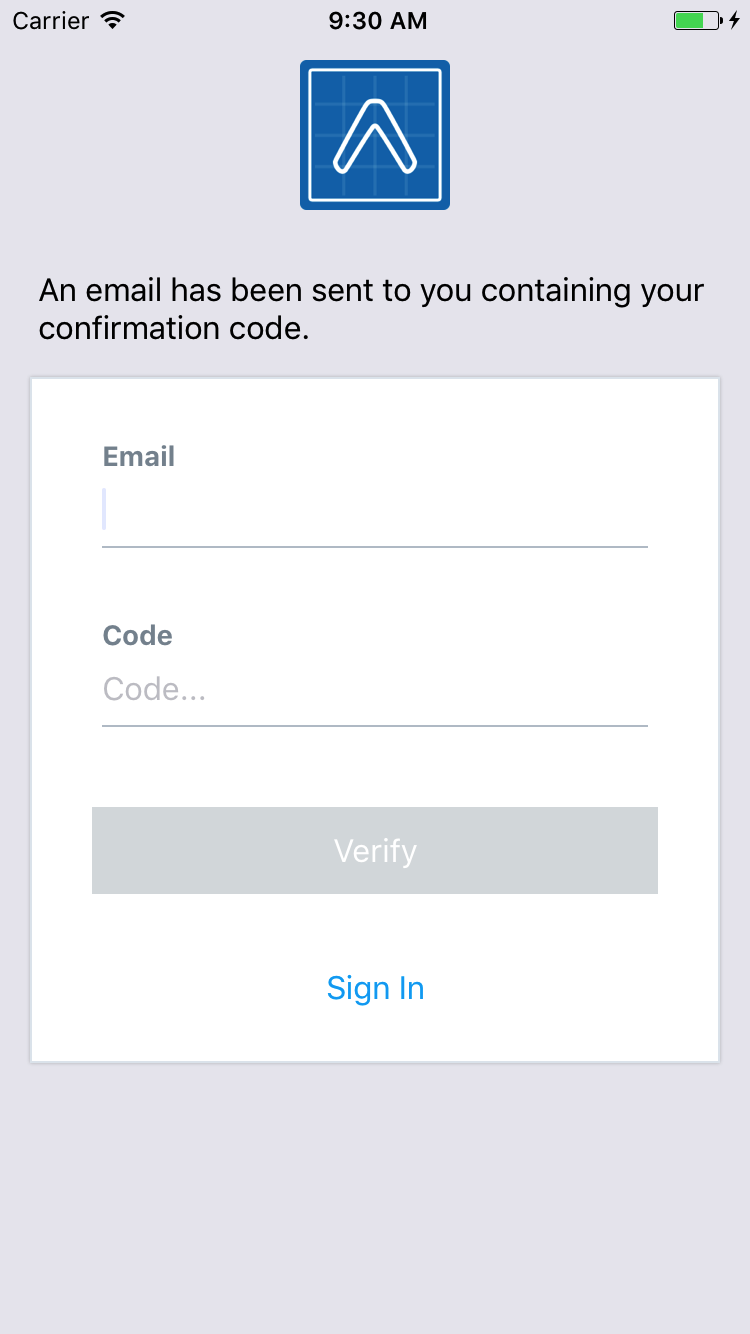 Carrier 9:30 AM
An email has been sent to you containing your
confirmation code.
Email
Code
Code...
Verify
Sign In